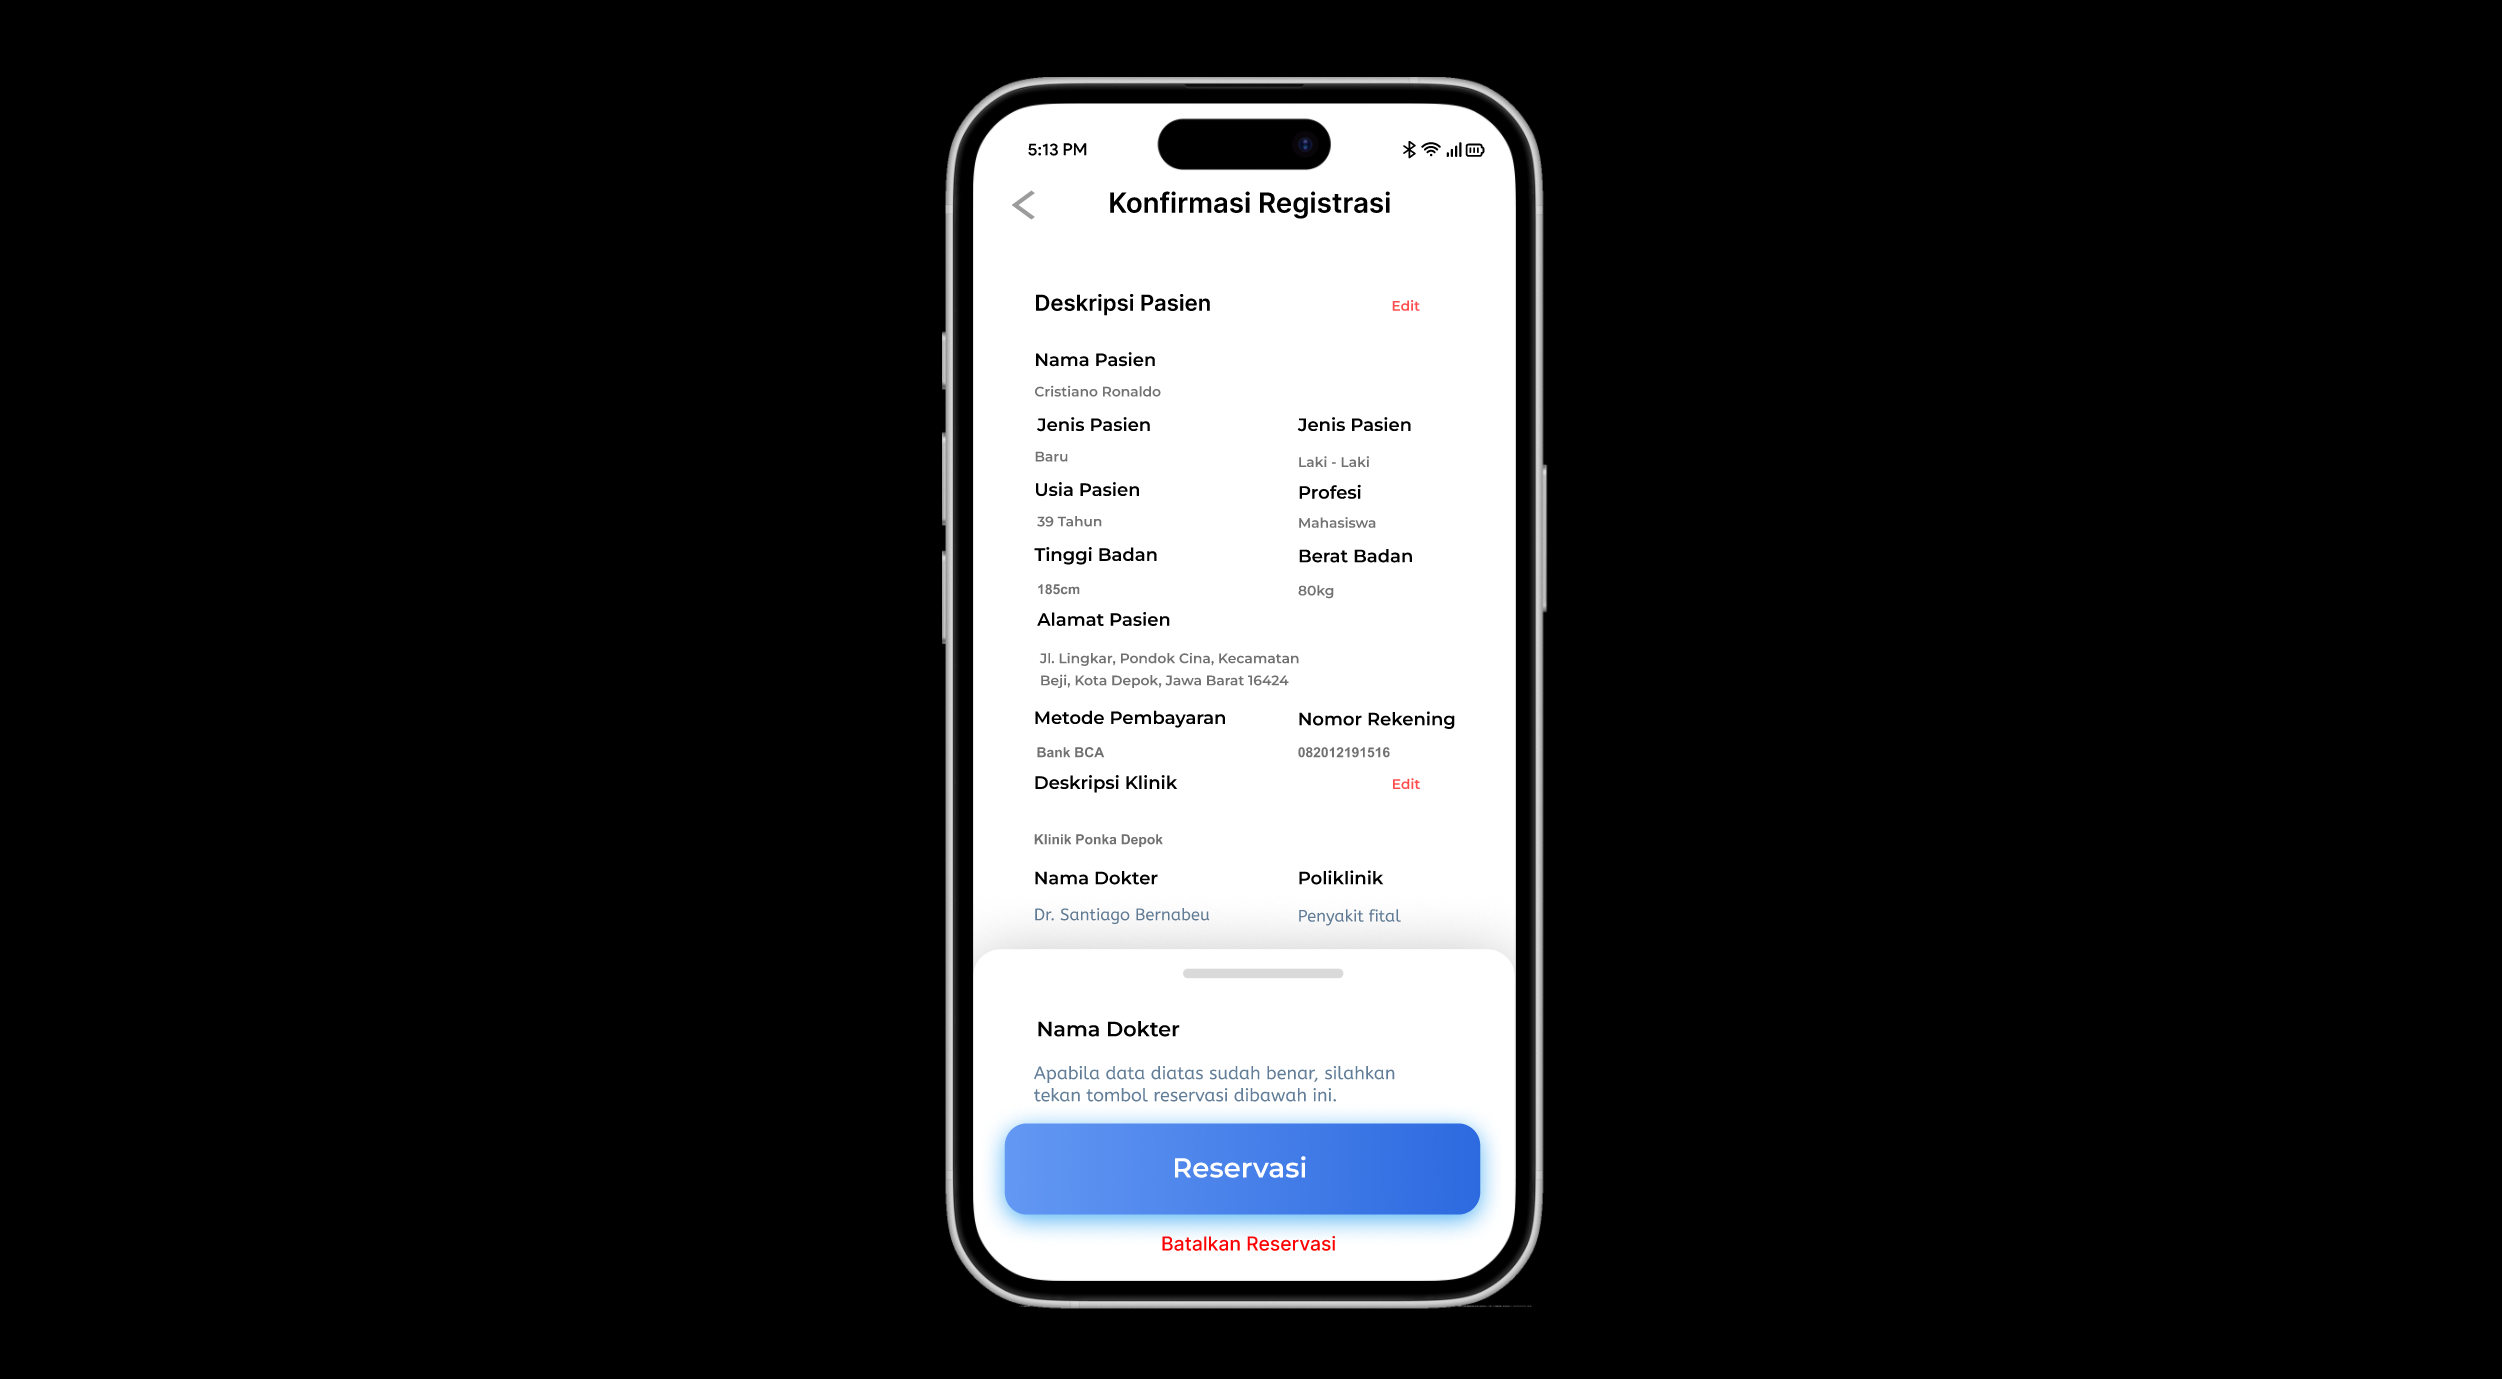 5:13 PM
Konfirmasi Registrasi
Deskripsi Pasien Edit
Nama Pasien
Cristiano Ronaldo
Jenis Pasien Jenis Pasien
Baru Laki - Laki
Usia Pasien Profesi
39 Tahun Mahasiswa
Tinggi Badan Berat Badan
185cm 80kg
Alamat Pasien
Jl. Lingkar, Pondok Cina, Kecamatan
Beji, Kota Depok, Jawa Barat 16424
Metode Pembayaran Nomor Rekening
Bank BCA 082012191516
Deskripsi Klinik Edit
Klinik Ponka Depok
Nama Dokter Poliklinik
Dr. Santiago Bernabeu Penyakit fital
Nama Dokter
Apabila data diatas sudah benar, silahkan
tekan tombol reservasi dibawah ini.
Reservasi
Batalkan Reservasi